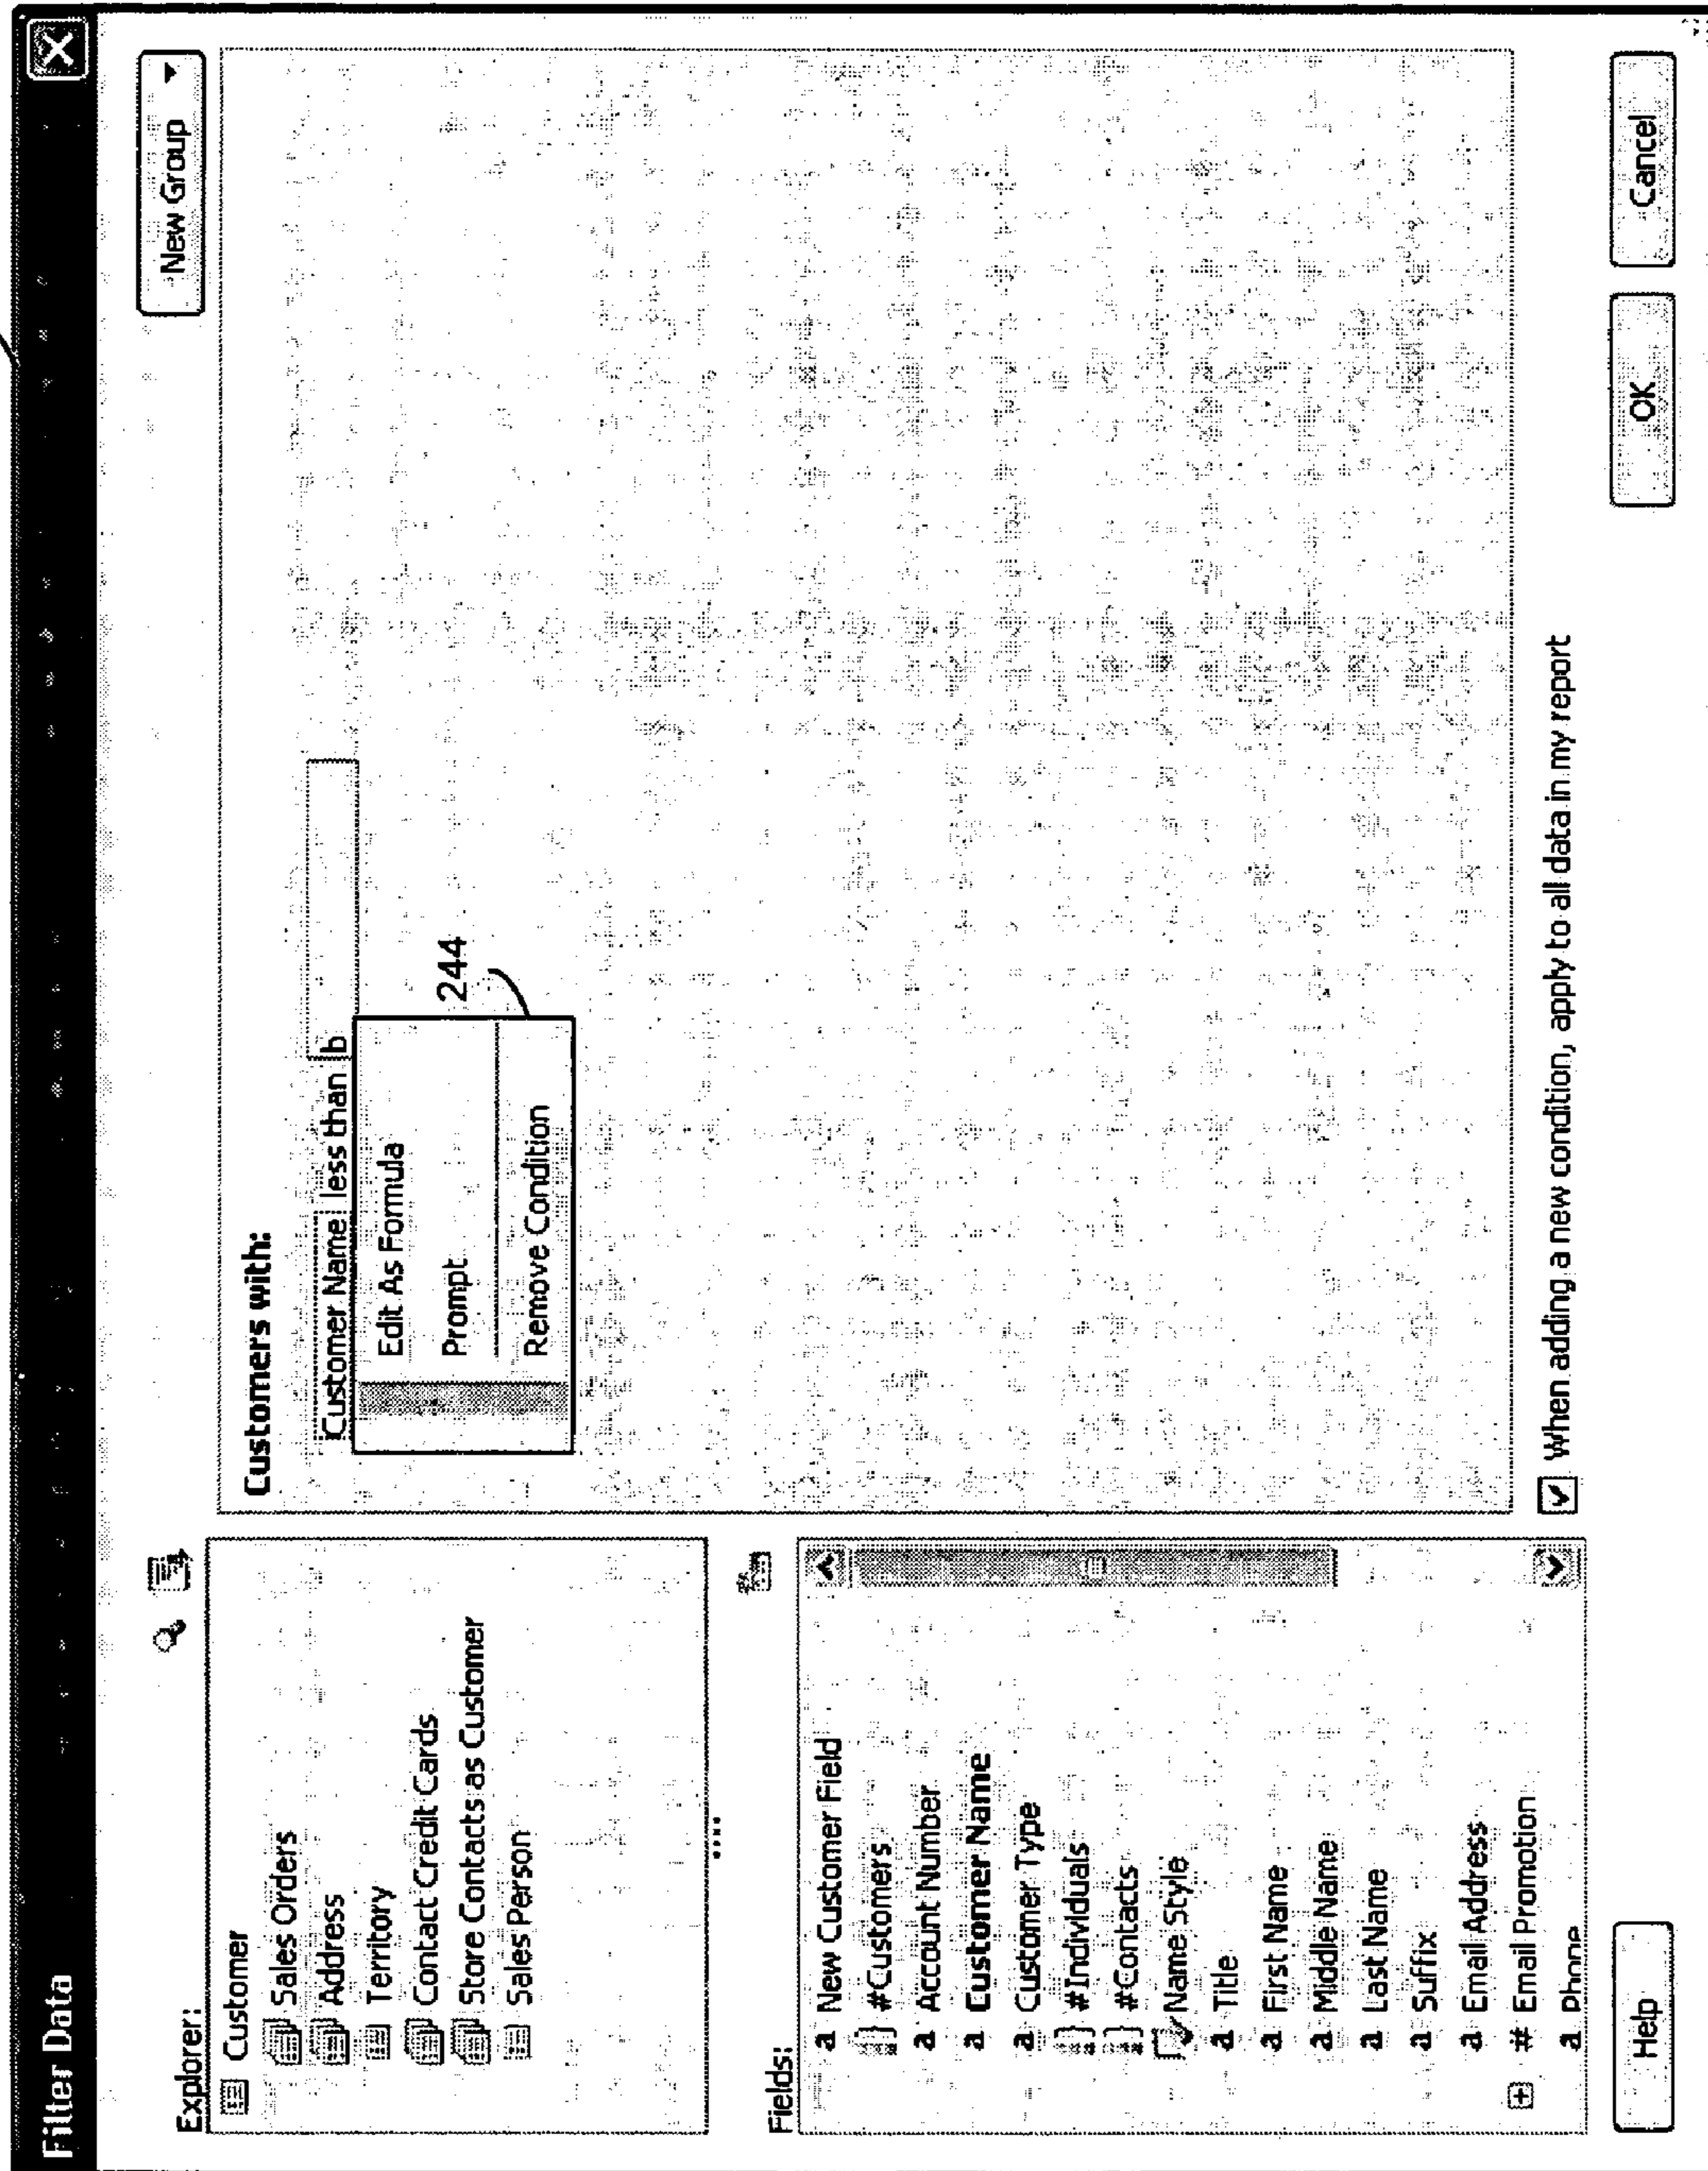 Filter Data
Explorer:
Customer
Sales Orders
Address
Territory
Contact Credit Cards
Store Contacts as Customer
Sales Person
Fields:
a New Customer Field
#Customers
a Account Number
a Customer Name
a Customer Type
#Individuals
#Contacts
Name Style
a Title
a First Name
a Middle Name
a Last Name
a Suffix
a Email Address
# Email Promotion
a Phone
Help
New Group
Customers with:
Customer Name less than b
Edit As Formula
Prompt
Remove Condition
244
When adding a new condition, apply to all data in my report
OK
Cancel